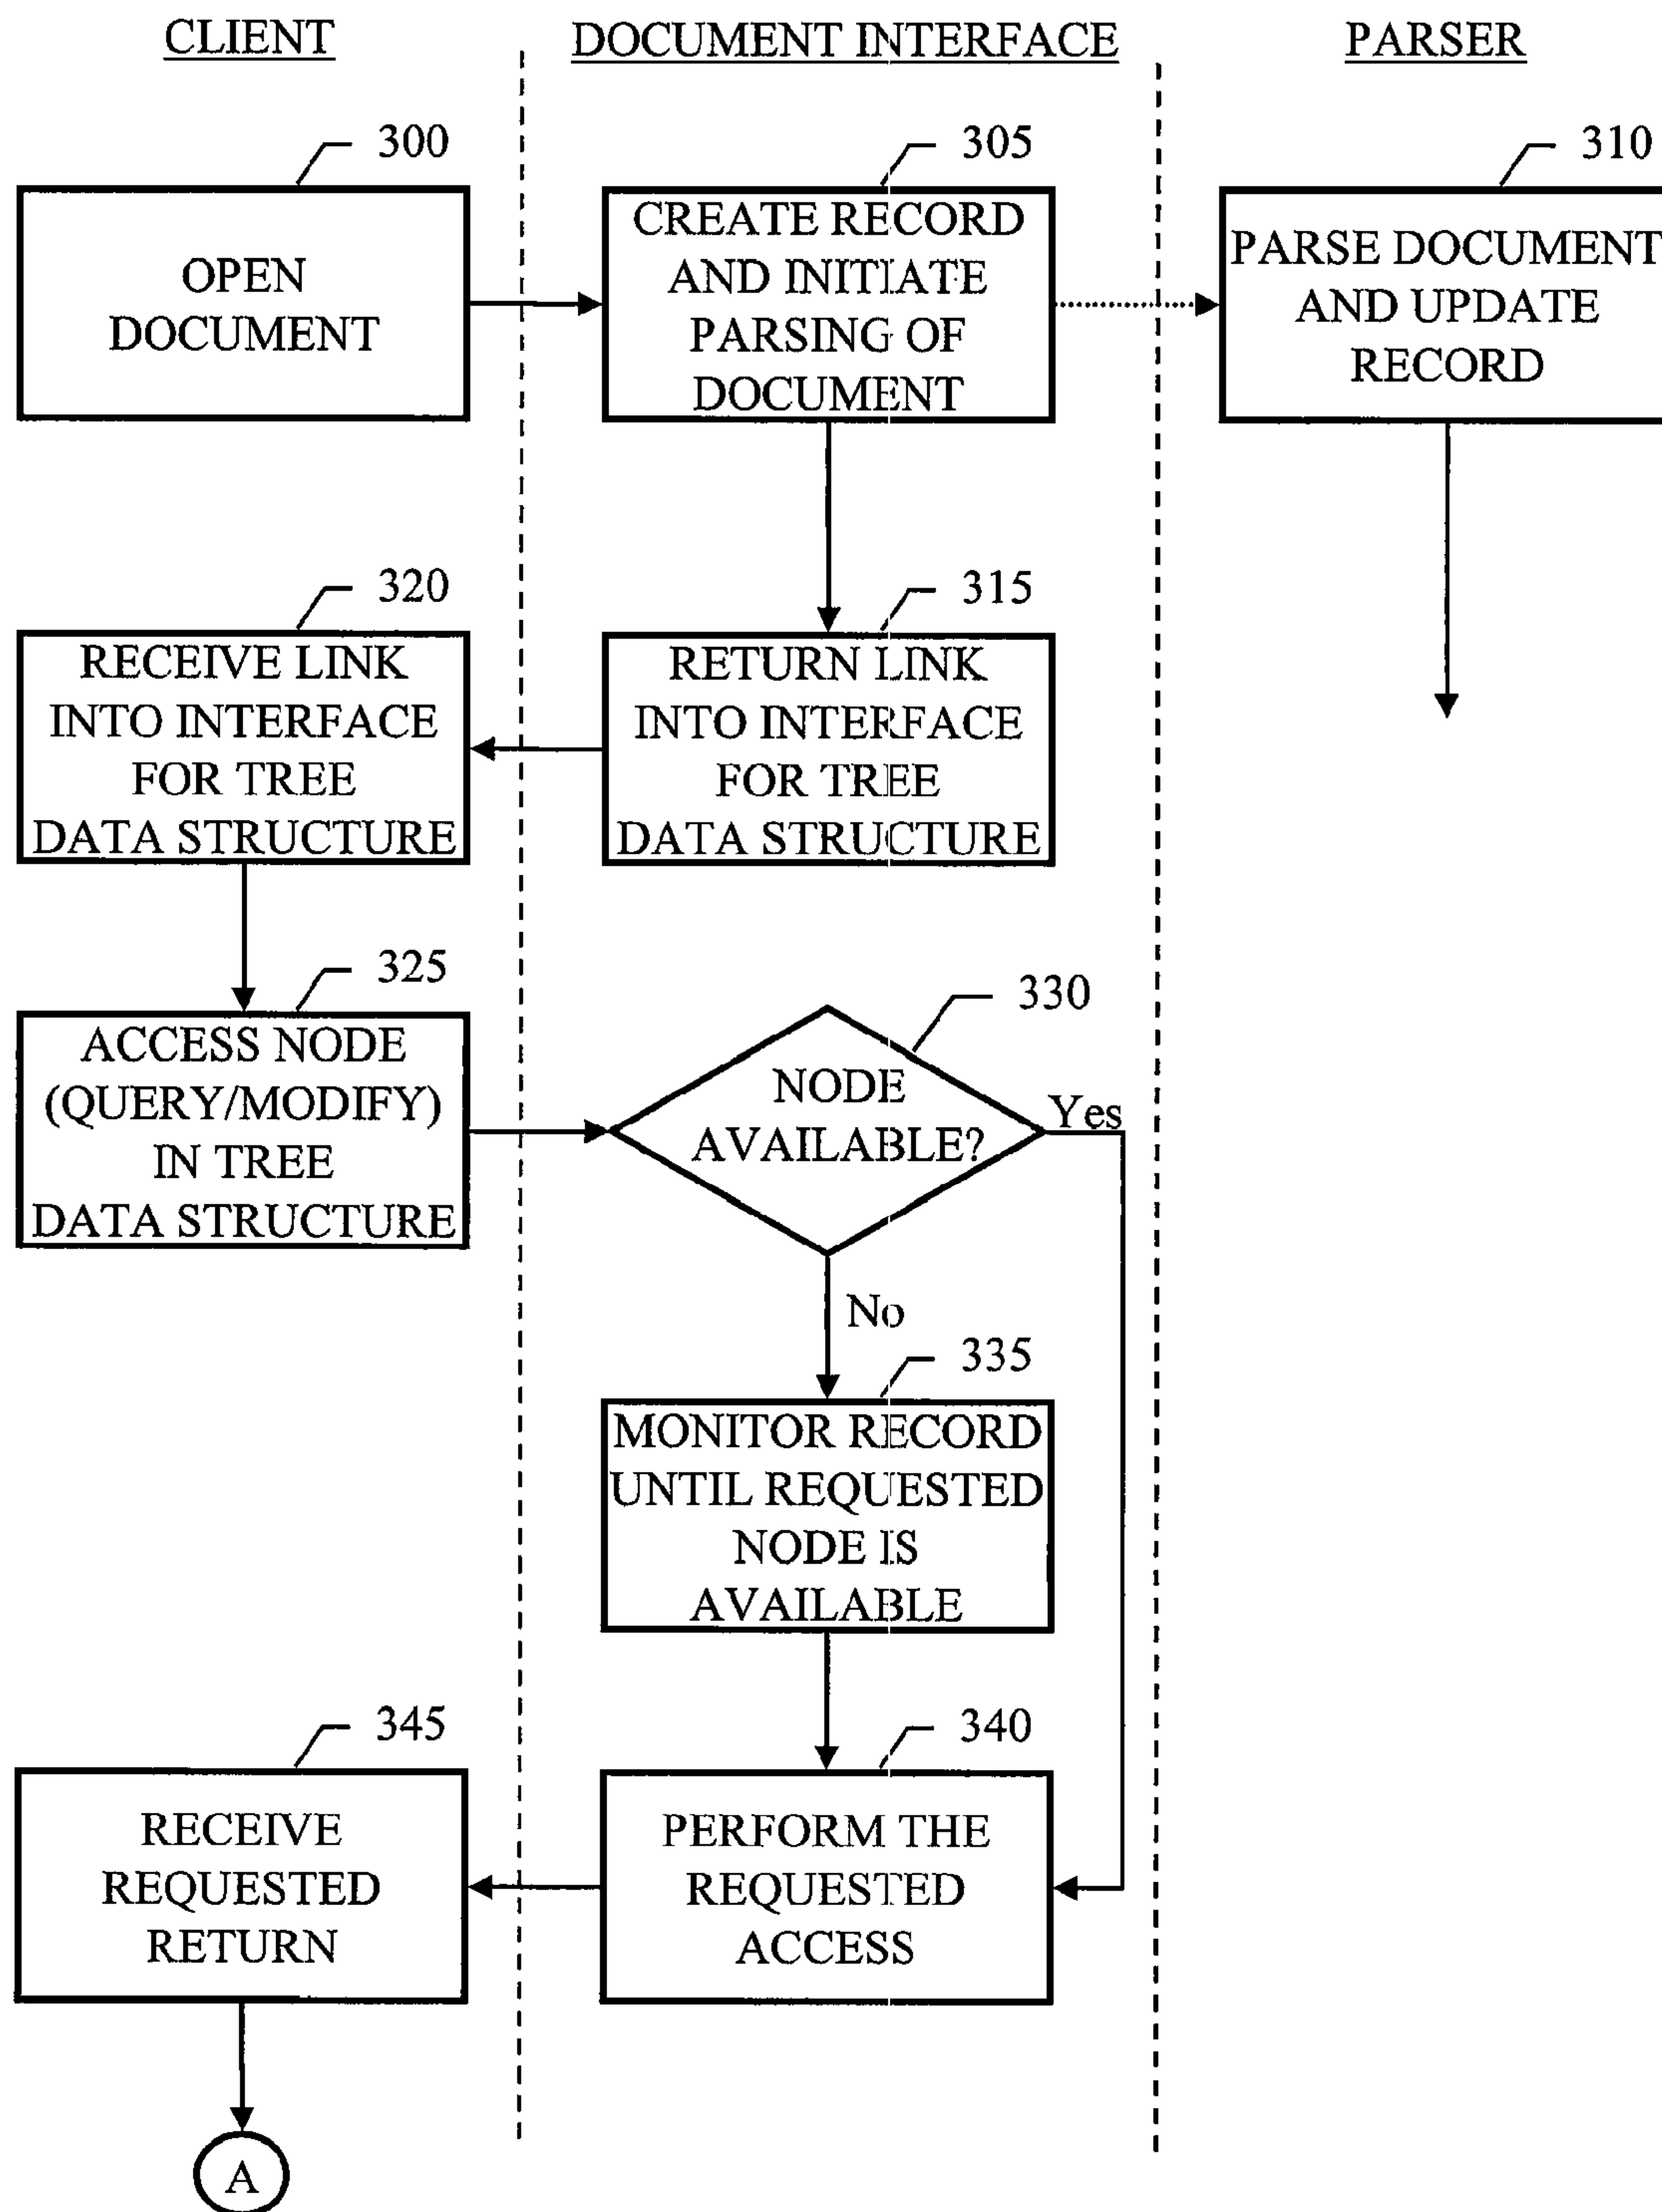 CLIENT
DOCUMENT INTERFACE
PARSER
300
305
310
OPEN
DOCUMENT
CREATE RECORD
AND INITIATE
PARSING OF
DOCUMENT
PARSE DOCUMENT
AND UPDATE
RECORD
320
315
RECEIVE LINK
INTO INTERFACE
FOR TREE
DATA STRUCTURE
RETURN LINK
INTO INTERFACE
FOR TREE
DATA STRUCTURE
325
330
ACCESS NODE
(QUERY/MODIFY)
IN TREE
DATA STRUCTURE
NODE
AVAILABLE?
Yes
No
335
MONITOR RECORD
UNTIL REQUESTED
NODE IS
AVAILABLE
345
340
RECEIVE
REQUESTED
RETURN
PERFORM THE
REQUESTED
ACCESS
A